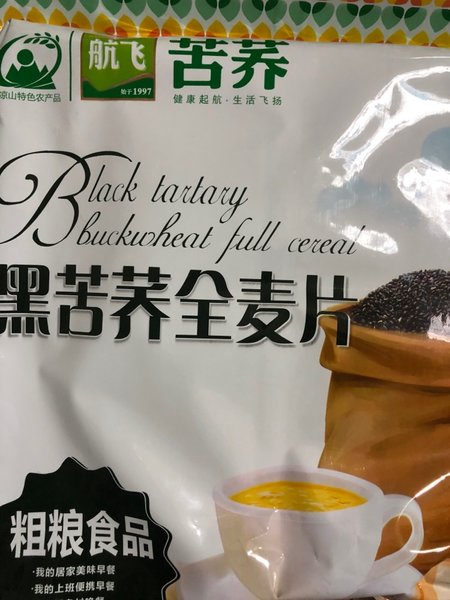 航飞
始于1997
苦荞
健康起航·生活飞扬
凉山特色农产品
Black tartary
buckwheat full cereal
黑苦荞全麦片
粗粮食品
·我的居家美味早餐
·我的上班便携早餐